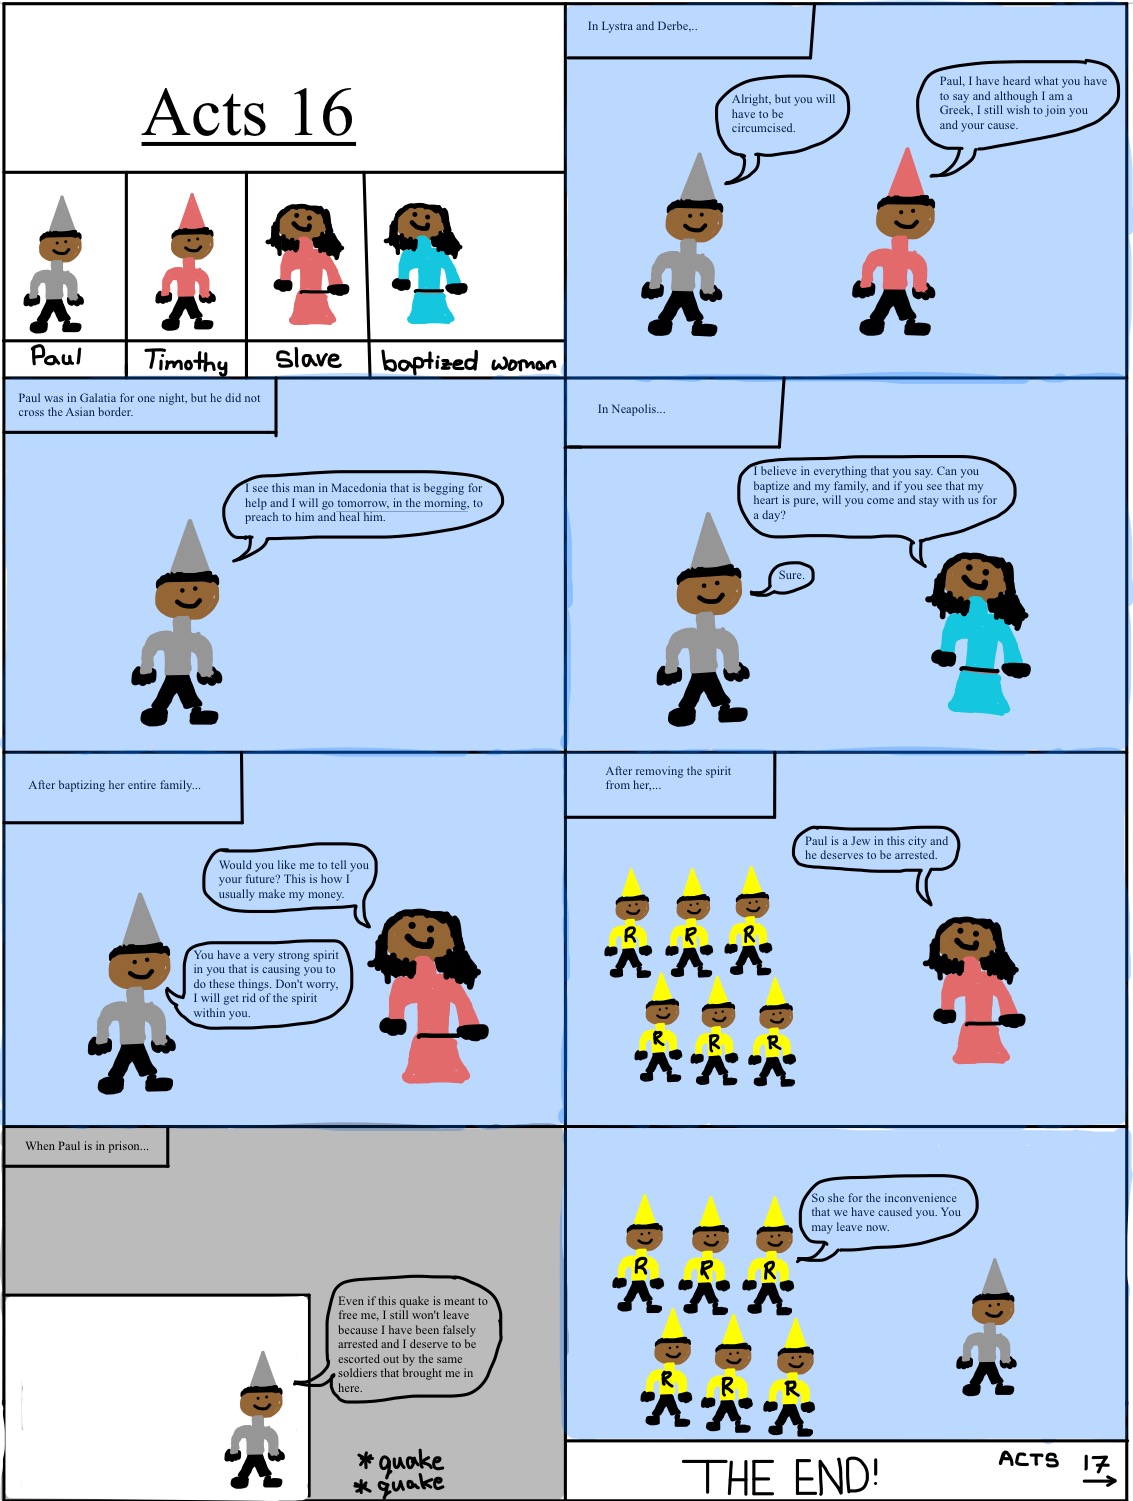 Acts 16
Paul
Timothy
Slave
baptized woman
In Lystra and Derbe,..
Alright, but you will
have to be
circumcised.
Paul, I have heard what you have
to say and although I am a
Greek, I still wish to join you
and your cause.
Paul was in Galatia for one night, but he did not
cross the Asian border.
I see this man in Macedonia that is begging for
help and I will go tomorrow, in the morning, to
preach to him and heal him.
In Neapolis...
I believe in everything that you say. Can you
baptize and my family, and if you see that my
heart is pure, will you come and stay with us for
a day?
Sure.
After baptizing her entire family...
Would you like me to tell you
your future? This is how I
usually make my money.
You have a very strong spirit
in you that is causing you to
do these things. Don't worry,
I will get rid of the spirit
within you.
After removing the spirit
from her,...
Paul is a Jew in this city and
he deserves to be arrested.
R R R
R R R
When Paul is in prison...
Even if this quake is meant to
free me, I still won't leave
because I have been falsely
arrested and I deserve to be
escorted out by the same
soldiers that brought me in
here.
* quake
* quake
So she for the inconvenience
that we have caused you. You
may leave now.
R R R
R R R
THE END!
ACTS 17